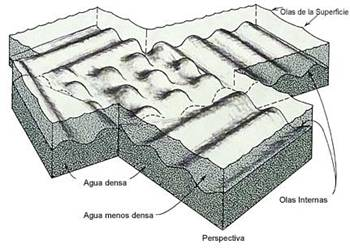 Olas de la Superficie
Agua densa
Agua menos densa
Olas Internas
Perspectiva